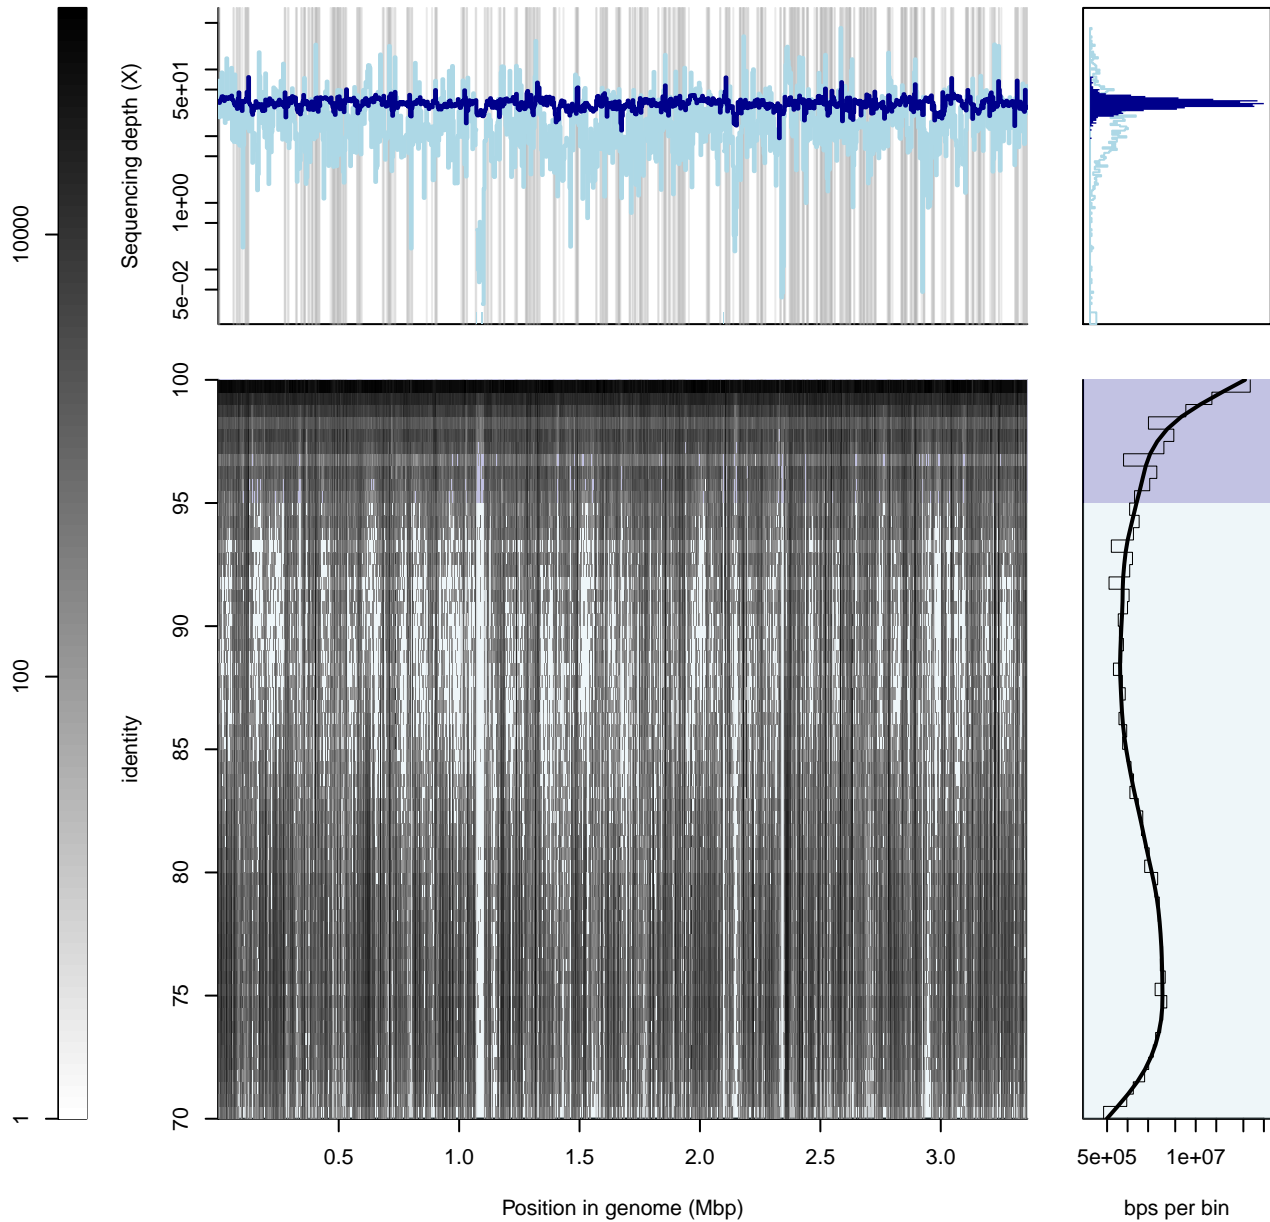 10000
100
1
Sequencing depth (X)
5e+01
1e+00
5e−02
identity
100
95
90
85
80
75
70
0.5
1.0
1.5
2.0
2.5
3.0
Position in genome (Mbp)
5e+05
1e+07
bps per bin